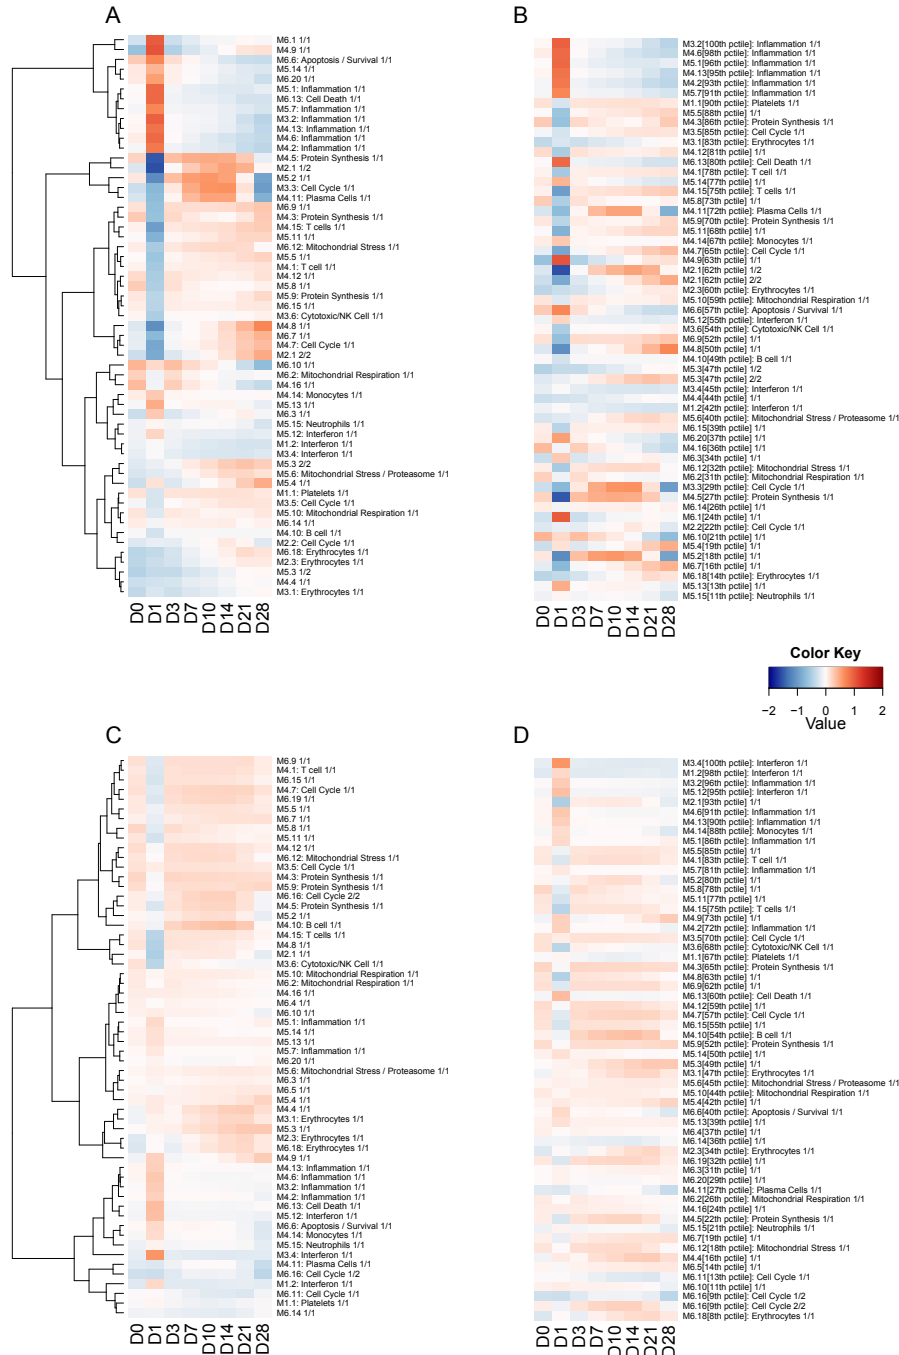 A
M6.1 1/1
M4.9 1/1
M6.6: Apoptosis / Survival 1/1
M5.14 1/1
M6.20 1/1
M5.1: Inflammation 1/1
M6.13: Cell Death 1/1
M5.7: Inflammation 1/1
M3.2: Inflammation 1/1
M4.13: Inflammation 1/1
M4.6: Inflammation 1/1
M4.2: Inflammation 1/1
M4.5: Protein Synthesis 1/1
M2.1 1/2
M5.2 1/1
M3.3: Cell Cycle 1/1
M4.11: Plasma Cells 1/1
M6.9 1/1
M4.3: Protein Synthesis 1/1
M4.15: T cells 1/1
M5.11 1/1
M6.12: Mitochondrial Stress 1/1
M5.5 1/1
M4.1: T cell 1/1
M4.12 1/1
M5.8 1/1
M5.9: Protein Synthesis 1/1
M6.15 1/1
M3.6: Cytotoxic/NK Cell 1/1
M4.8 1/1
M6.7 1/1
M4.7: Cell Cycle 1/1
M2.1 2/2
M6.10 1/1
M6.2: Mitochondrial Respiration 1/1
M4.16 1/1
M4.14: Monocytes 1/1
M5.13 1/1
M6.3 1/1
M5.15: Neutrophils 1/1
M5.12: Interferon 1/1
M1.2: Interferon 1/1
M3.4: Interferon 1/1
M5.3 2/2
M5.6: Mitochondrial Stress / Proteasome 1/1
M5.4 1/1
M1.1: Platelets 1/1
M3.5: Cell Cycle 1/1
M5.10: Mitochondrial Respiration 1/1
M6.14 1/1
M4.10: B cell 1/1
M2.2: Cell Cycle 1/1
M6.18: Erythrocytes 1/1
M2.3: Erythrocytes 1/1
M5.3 1/2
M4.4 1/1
M3.1: Erythrocytes 1/1
D0 D1 D3 D7 D10 D14 D21 D28
B
M3.2[100th pctile]: Inflammation 1/1
M4.6[98th pctile]: Inflammation 1/1
M5.1[96th pctile]: Inflammation 1/1
M4.13[95th pctile]: Inflammation 1/1
M4.2[93th pctile]: Inflammation 1/1
M5.7[91th pctile]: Inflammation 1/1
M1.1[90th pctile]: Platelets 1/1
M5.5[88th pctile] 1/1
M4.3[86th pctile]: Protein Synthesis 1/1
M3.5[85th pctile]: Cell Cycle 1/1
M3.1[83th pctile]: Erythrocytes 1/1
M4.12[81th pctile] 1/1
M6.13[80th pctile]: Cell Death 1/1
M4.1[78th pctile]: T cell 1/1
M5.14[77th pctile] 1/1
M4.15[75th pctile]: T cells 1/1
M5.8[73th pctile] 1/1
M4.11[72th pctile]: Plasma Cells 1/1
M5.9[70th pctile]: Protein Synthesis 1/1
M5.11[68th pctile] 1/1
M4.14[67th pctile]: Monocytes 1/1
M4.7[65th pctile]: Cell Cycle 1/1
M4.9[63th pctile] 1/1
M2.1[62th pctile] 1/2
M2.1[62th pctile] 2/2
M2.3[60th pctile]: Erythrocytes 1/1
M5.10[59th pctile]: Mitochondrial Respiration 1/1
M6.6[57th pctile]: Apoptosis / Survival 1/1
M5.12[55th pctile]: Interferon 1/1
M3.6[54th pctile]: Cytotoxic/NK Cell 1/1
M6.9[52th pctile] 1/1
M4.8[50th pctile] 1/1
M4.10[49th pctile]: B cell 1/1
M5.3[47th pctile] 1/2
M5.3[47th pctile] 2/2
M3.4[45th pctile]: Interferon 1/1
M4.4[44th pctile] 1/1
M1.2[42th pctile]: Interferon 1/1
M5.6[40th pctile]: Mitochondrial Stress / Proteasome 1/1
M6.15[39th pctile] 1/1
M6.20[37th pctile] 1/1
M4.16[36th pctile] 1/1
M6.3[34th pctile] 1/1
M6.12[32th pctile]: Mitochondrial Stress 1/1
M6.2[31th pctile]: Mitochondrial Respiration 1/1
M3.3[29th pctile]: Cell Cycle 1/1
M4.5[27th pctile]: Protein Synthesis 1/1
M6.14[26th pctile] 1/1
M6.1[24th pctile] 1/1
M2.2[22th pctile]: Cell Cycle 1/1
M6.10[21th pctile] 1/1
M5.4[19th pctile] 1/1
M5.2[18th pctile] 1/1
M6.7[16th pctile] 1/1
M6.18[14th pctile]: Erythrocytes 1/1
M5.13[13th pctile] 1/1
M5.15[11th pctile]: Neutrophils 1/1
D0 D1 D3 D7 D10 D14 D21 D28
Color Key
−2 −1 0 1 2
Value
C
M6.9 1/1
M4.1: T cell 1/1
M6.15 1/1
M4.7: Cell Cycle 1/1
M6.19 1/1
M5.5 1/1
M6.7 1/1
M5.8 1/1
M5.11 1/1
M4.12 1/1
M6.12: Mitochondrial Stress 1/1
M3.5: Cell Cycle 1/1
M4.3: Protein Synthesis 1/1
M5.9: Protein Synthesis 1/1
M6.16: Cell Cycle 2/2
M4.5: Protein Synthesis 1/1
M5.2 1/1
M4.10: B cell 1/1
M4.15: T cells 1/1
M4.8 1/1
M2.1 1/1
M3.6: Cytotoxic/NK Cell 1/1
M5.10: Mitochondrial Respiration 1/1
M6.2: Mitochondrial Respiration 1/1
M4.16 1/1
M6.4 1/1
M6.10 1/1
M5.1: Inflammation 1/1
M5.14 1/1
M5.13 1/1
M5.7: Inflammation 1/1
M6.20 1/1
M5.6: Mitochondrial Stress / Proteasome 1/1
M6.3 1/1
M6.5 1/1
M5.4 1/1
M4.4 1/1
M3.1: Erythrocytes 1/1
M5.3 1/1
M2.3: Erythrocytes 1/1
M6.18: Erythrocytes 1/1
M4.9 1/1
M4.13: Inflammation 1/1
M4.6: Inflammation 1/1
M3.2: Inflammation 1/1
M4.2: Inflammation 1/1
M6.13: Cell Death 1/1
M5.12: Interferon 1/1
M6.6: Apoptosis / Survival 1/1
M4.14: Monocytes 1/1
M5.15: Neutrophils 1/1
M3.4: Interferon 1/1
M4.11: Plasma Cells 1/1
M6.16: Cell Cycle 1/2
M1.2: Interferon 1/1
M6.11: Cell Cycle 1/1
M1.1: Platelets 1/1
M6.14 1/1
D0 D1 D3 D7 D10 D14 D21 D28
D
M3.4[100th pctile]: Interferon 1/1
M1.2[98th pctile]: Interferon 1/1
M3.2[96th pctile]: Inflammation 1/1
M5.12[95th pctile]: Interferon 1/1
M2.1[93th pctile] 1/1
M4.6[91th pctile]: Inflammation 1/1
M4.13[90th pctile]: Inflammation 1/1
M4.14[88th pctile]: Monocytes 1/1
M5.1[86th pctile]: Inflammation 1/1
M5.5[85th pctile] 1/1
M4.1[83th pctile]: T cell 1/1
M5.7[81th pctile]: Inflammation 1/1
M5.2[80th pctile] 1/1
M5.8[78th pctile] 1/1
M5.11[77th pctile] 1/1
M4.15[75th pctile]: T cells 1/1
M4.9[73th pctile] 1/1
M4.2[72th pctile]: Inflammation 1/1
M3.5[70th pctile]: Cell Cycle 1/1
M3.6[68th pctile]: Cytotoxic/NK Cell 1/1
M1.1[67th pctile]: Platelets 1/1
M4.3[65th pctile]: Protein Synthesis 1/1
M4.8[63th pctile] 1/1
M6.9[62th pctile] 1/1
M6.13[60th pctile]: Cell Death 1/1
M4.12[59th pctile] 1/1
M4.7[57th pctile]: Cell Cycle 1/1
M6.15[55th pctile] 1/1
M4.10[54th pctile]: B cell 1/1
M5.9[52th pctile]: Protein Synthesis 1/1
M5.14[50th pctile] 1/1
M5.3[49th pctile] 1/1
M3.1[47th pctile]: Erythrocytes 1/1
M5.6[45th pctile]: Mitochondrial Stress / Proteasome 1/1
M5.10[44th pctile]: Mitochondrial Respiration 1/1
M5.4[42th pctile] 1/1
M6.6[40th pctile]: Apoptosis / Survival 1/1
M5.13[39th pctile] 1/1
M6.4[37th pctile] 1/1
M6.14[36th pctile] 1/1
M2.3[34th pctile]: Erythrocytes 1/1
M6.19[32th pctile] 1/1
M6.3[31th pctile] 1/1
M6.20[29th pctile] 1/1
M4.11[27th pctile]: Plasma Cells 1/1
M6.2[26th pctile]: Mitochondrial Respiration 1/1
M4.16[24th pctile] 1/1
M4.5[22th pctile]: Protein Synthesis 1/1
M5.15[21th pctile]: Neutrophils 1/1
M6.7[19th pctile] 1/1
M6.12[18th pctile]: Mitochondrial Stress 1/1
M4.4[16th pctile] 1/1
M6.5[14th pctile] 1/1
M6.11[13th pctile]: Cell Cycle 1/1
M6.10[11th pctile] 1/1
M6.16[9th pctile]: Cell Cycle 1/2
M6.16[9th pctile]: Cell Cycle 2/2
M6.18[8th pctile]: Erythrocytes 1/1
D0 D1 D3 D7 D10 D14 D21 D28